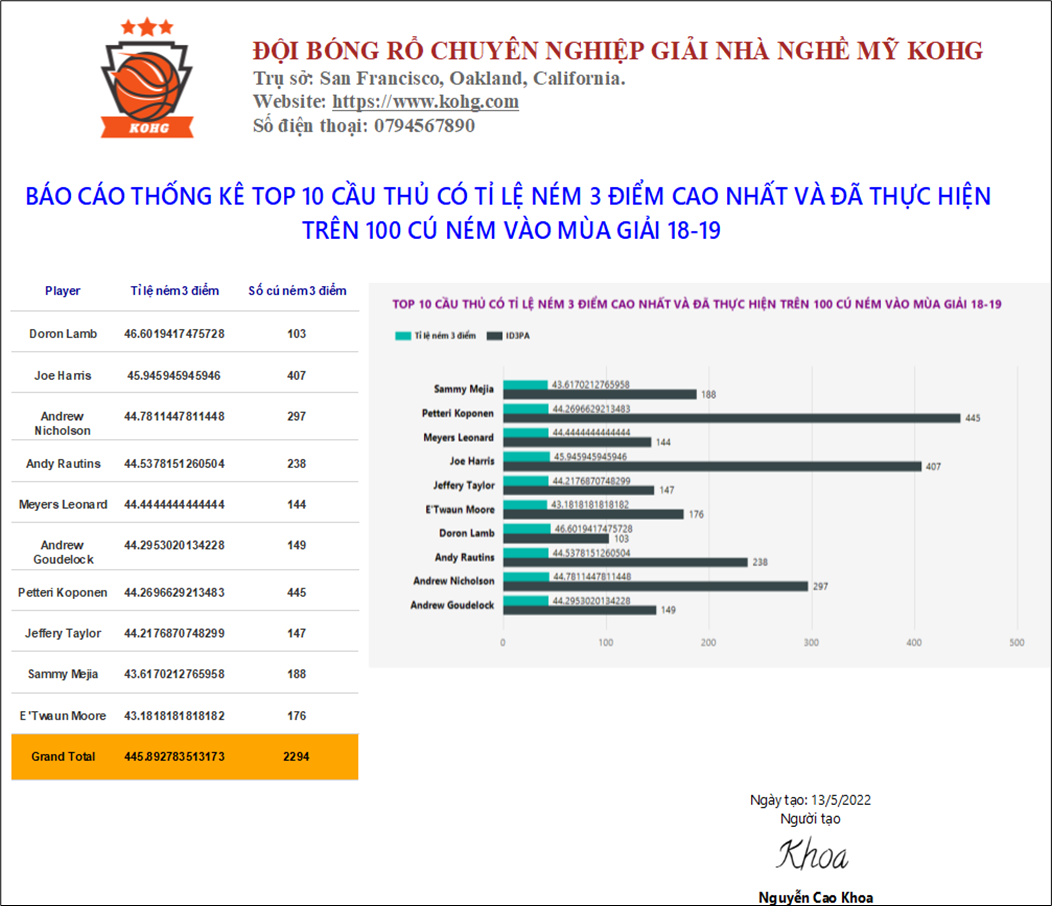 KOHG
ĐỘI BÓNG RỔ CHUYÊN NGHIỆP GIẢI NHÀ NGHỀ MỸ KOHG
Trụ sở: San Francisco, Oakland, California.
Website: https://www.kohg.com
Số điện thoại: 0794567890
BÁO CÁO THỐNG KÊ TOP 10 CẦU THỦ CÓ TỈ LỆ NÉM 3 ĐIỂM CAO NHẤT VÀ ĐÃ THỰC HIỆN
TRÊN 100 CÚ NÉM VÀO MÙA GIẢI 18-19
Player Tỉ lệ ném 3 điểm Số cú ném 3 điểm
Doron Lamb 46.6019417475728 103
Joe Harris 45.945945945946 407
Andrew
Nicholson 44.7811447811448 297
Andy Rautins 44.5378151260504 238
Meyers Leonard 44.4444444444444 144
Andrew
Goudelock 44.2953020134228 149
Petteri Koponen 44.2696629213483 445
Jeffery Taylor 44.2176870748299 147
Sammy Mejia 43.6170212765958 188
E'Twaun Moore 43.1818181818182 176
Grand Total 445.892783513173 2294
TOP 10 CẦU THỦ CÓ TỈ LỆ NÉM 3 ĐIỂM CAO NHẤT VÀ ĐÃ THỰC HIỆN TRÊN 100 CÚ NÉM VÀO MÙA GIẢI 18-19
Tỉ lệ ném 3 điểm ID3PA
Sammy Mejia 43.6170212765958
188
Petteri Koponen 44.2696629213483
445
Meyers Leonard 44.4444444444444
144
Joe Harris 45.945945945946
407
Jeffery Taylor 44.2176870748299
147
E'Twaun Moore 43.1818181818182
176
Doron Lamb 46.6019417475728
103
Andy Rautins 44.5378151260504
238
Andrew Nicholson 44.7811447811448
297
Andrew Goudelock 44.2953020134228
149
0 100 200 300 400 500
Ngày tạo: 13/5/2022
Người tạo
Khoa
Nguyễn Cao Khoa